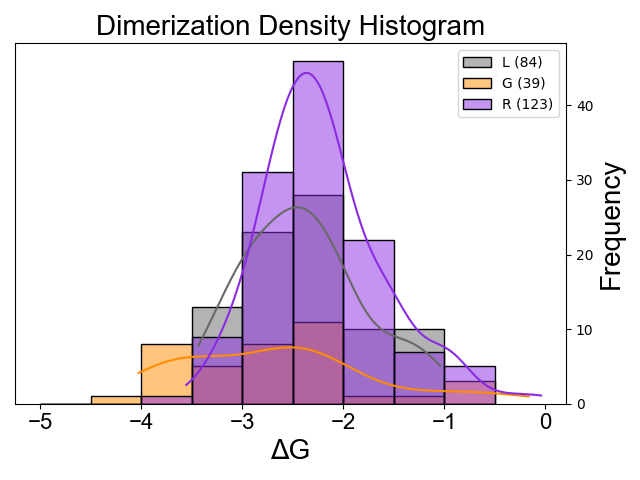 Dimerization Density Histogram
L (84)
G (39)
R (123)
40
30
20
10
0
Frequency
−5 −4 −3 −2 −1 0
ΔG